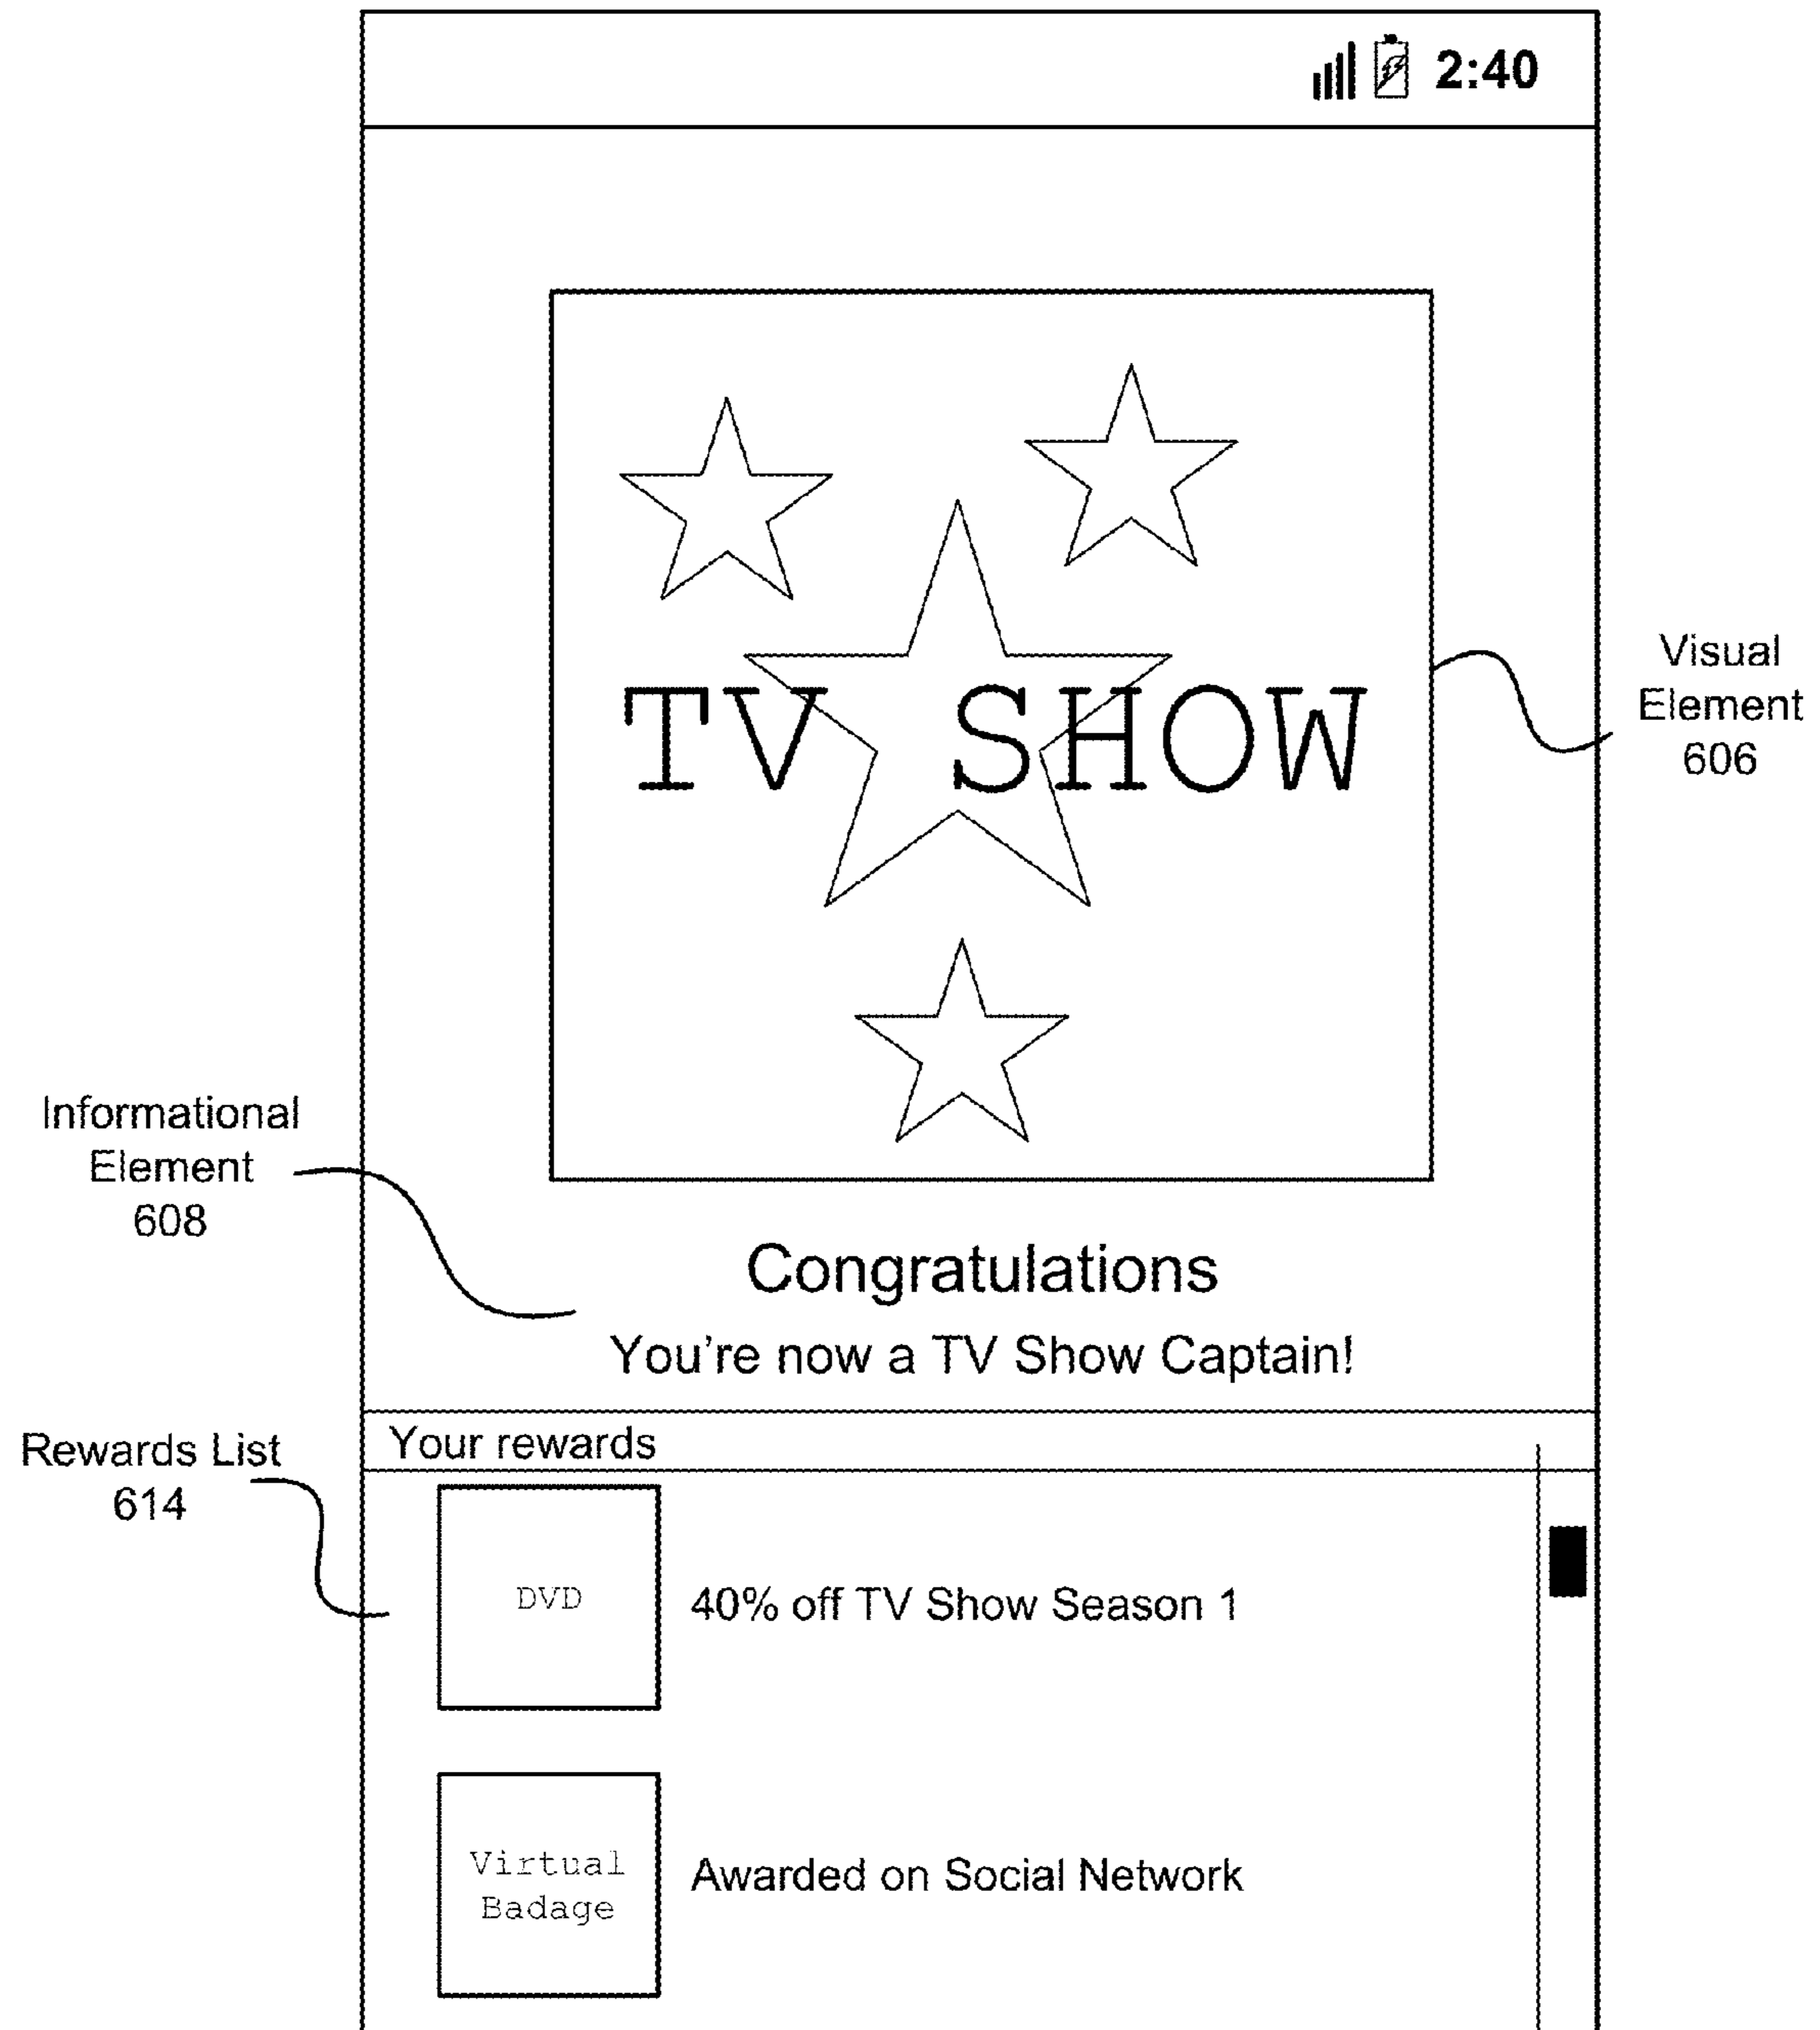 2:40
TV SHOW
Visual
Element
606
Informational
Element
608
Congratulations
You're now a TV Show Captain!
Rewards List
614
Your rewards
DVD
40% off TV Show Season 1
Virtual
Badage
Awarded on Social Network